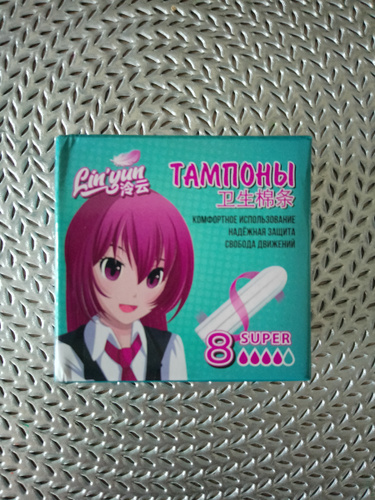 Lin'yun
泠云
ТАМПОНЫ
卫生棉条
КОМФОРТНОЕ ИСПОЛЬЗОВАНИЕ
НАДЁЖНАЯ ЗАЩИТА
СВОБОДА ДВИЖЕНИЙ
8 SUPER